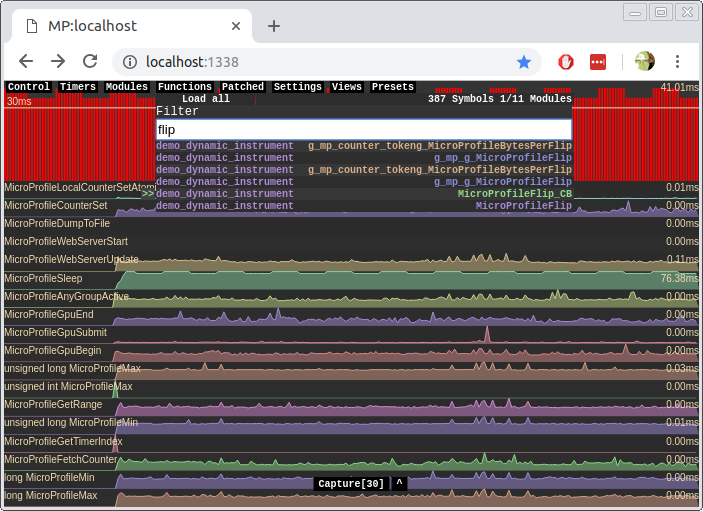 MP:localhost
localhost:1338
Control Timers Modules Functions Patched Settings Views Presets 41.01ms
30ms Load all 387 Symbols 1/11 Modules
Filter
flip
demo_dynamic_instrument g_mp_counter_tokeng_MicroProfileBytesPerFlip
demo_dynamic_instrument g_mp_g_MicroProfileFlip
demo_dynamic_instrument g_mp_counter_tokeng_MicroProfileBytesPerFlip
demo_dynamic_instrument g_mp_g_MicroProfileFlip
MicroProfileLocalCounterSetAtomi 0.01ms
>> demo_dynamic_instrument MicroProfileFlip_CB
demo_dynamic_instrument MicroProfileFlip
MicroProfileCounterSet 0.00ms
MicroProfileDumpToFile 0.00ms
MicroProfileWebServerStart 0.00ms
MicroProfileWebServerUpdate 0.11ms
MicroProfileSleep 76.38ms
MicroProfileAnyGroupActive 0.00ms
MicroProfileGpuEnd 0.00ms
MicroProfileGpuSubmit 0.00ms
MicroProfileGpuBegin 0.00ms
unsigned long MicroProfileMax 0.03ms
unsigned int MicroProfileMax 0.00ms
MicroProfileGetRange 0.00ms
unsigned long MicroProfileMin 0.01ms
MicroProfileGetTimerIndex 0.00ms
MicroProfileFetchCounter 0.00ms
long MicroProfileMin 0.00ms
Capture[30] ^
long MicroProfileMax 0.00ms